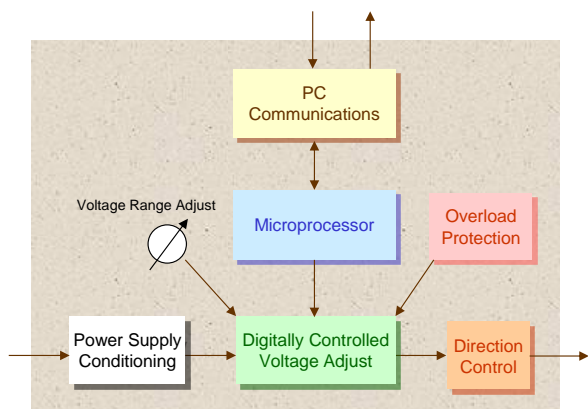 PC
Communications
Voltage Range Adjust
Microprocessor
Overload
Protection
Power Supply
Conditioning
Digitally Controlled
Voltage Adjust
Direction
Control